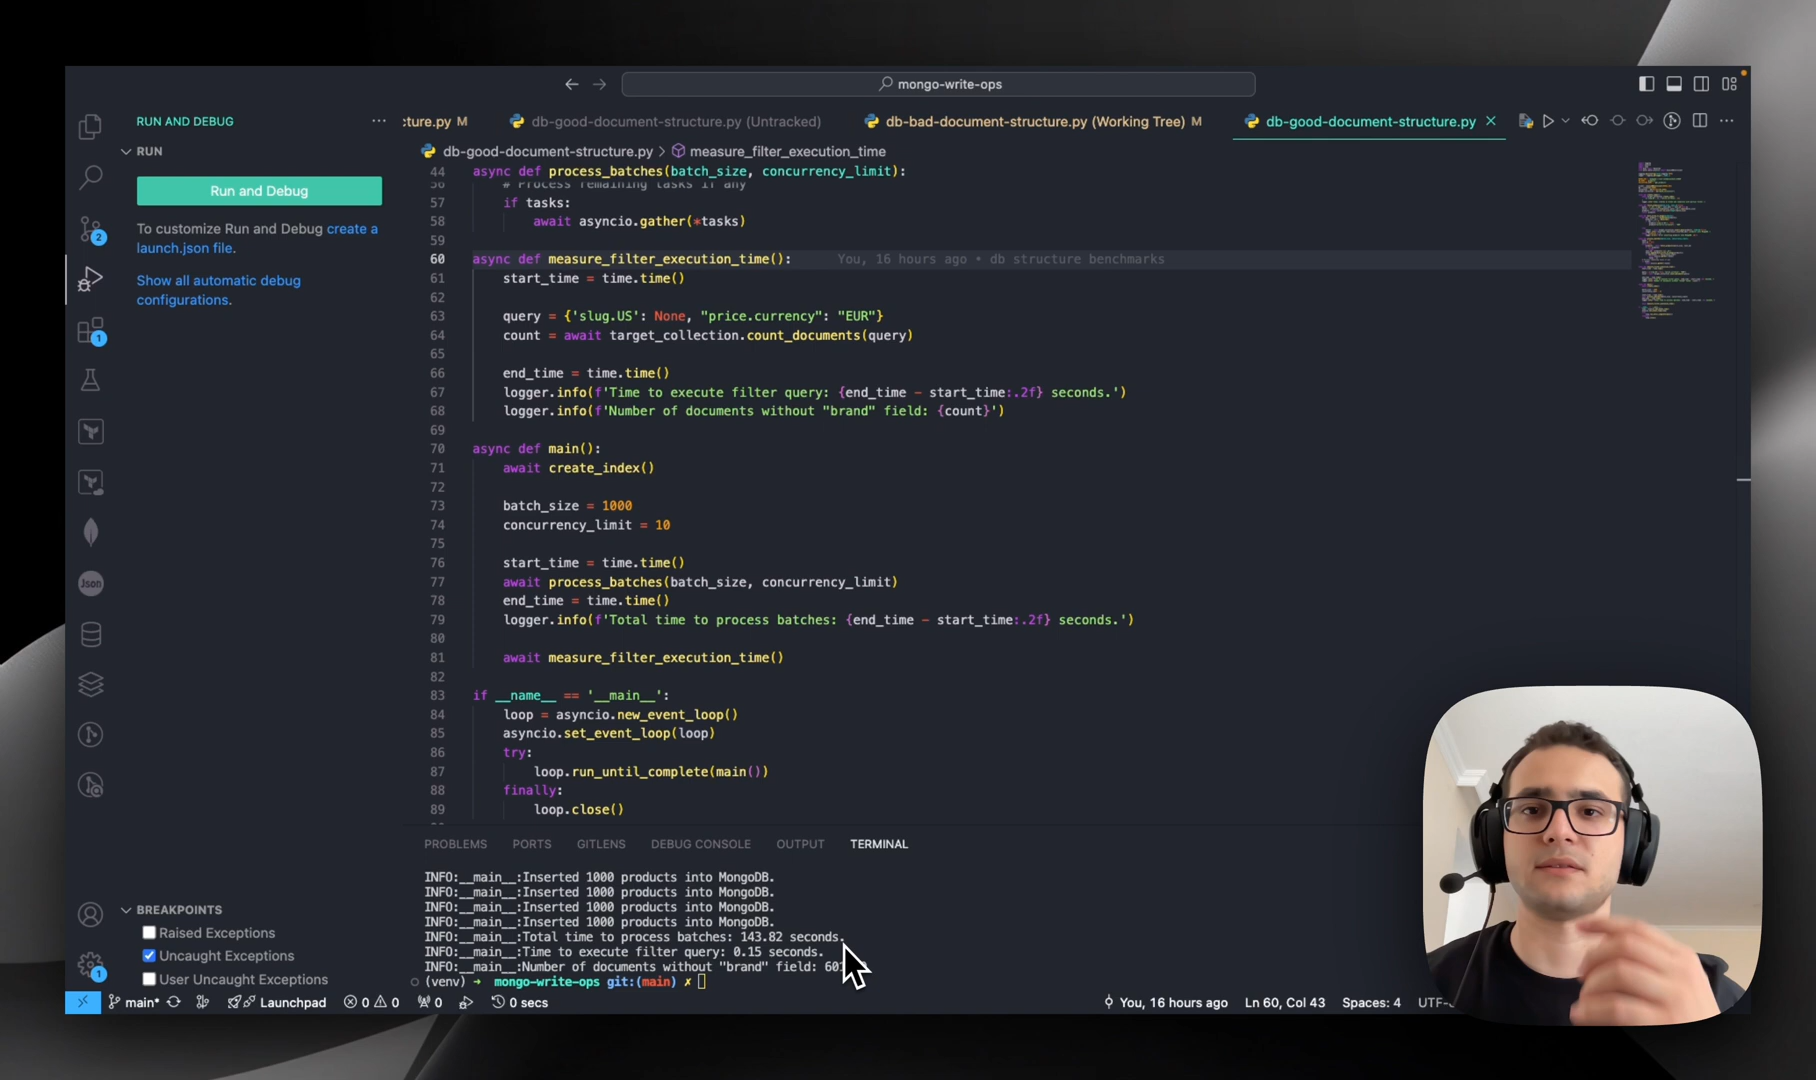 mongo-write-ops
RUN AND DEBUG
RUN
Run and Debug
To customize Run and Debug create a
launch.json file.
Show all automatic debug
configurations.
2
1
Json
1
BREAKPOINTS
Raised Exceptions
Uncaught Exceptions
User Uncaught Exceptions
cture.py M
db-good-document-structure.py (Untracked)
db-bad-document-structure.py (Working Tree) M
db-good-document-structure.py
db-good-document-structure.py > measure_filter_execution_time
44 async def process_batches(batch_size, concurrency_limit):
56 # Process remaining tasks if any
57 if tasks:
58 await asyncio.gather(*tasks)
59
60 async def measure_filter_execution_time(): You, 16 hours ago • db structure benchmarks
61 start_time = time.time()
62
63 query = {'slug.US': None, "price.currency": "EUR"}
64 count = await target_collection.count_documents(query)
65
66 end_time = time.time()
67 logger.info(f'Time to execute filter query: {end_time - start_time:.2f} seconds.')
68 logger.info(f'Number of documents without "brand" field: {count}')
69
70 async def main():
71 await create_index()
72
73 batch_size = 1000
74 concurrency_limit = 10
75
76 start_time = time.time()
77 await process_batches(batch_size, concurrency_limit)
78 end_time = time.time()
79 logger.info(f'Total time to process batches: {end_time - start_time:.2f} seconds.')
80
81 await measure_filter_execution_time()
82
83 if __name__ == '__main__':
84 loop = asyncio.new_event_loop()
85 asyncio.set_event_loop(loop)
86 try:
87 loop.run_until_complete(main())
88 finally:
89 loop.close()
PROBLEMS PORTS GITLENS DEBUG CONSOLE OUTPUT TERMINAL
INFO:__main__:Inserted 1000 products into MongoDB.
INFO:__main__:Inserted 1000 products into MongoDB.
INFO:__main__:Inserted 1000 products into MongoDB.
INFO:__main__:Inserted 1000 products into MongoDB.
INFO:__main__:Total time to process batches: 143.82 seconds.
INFO:__main__:Time to execute filter query: 0.15 seconds.
INFO:__main__:Number of documents without "brand" field:
(venv) → mongo-write-ops git:(main) ✗
main* Launchpad 0 0 0 0 secs You, 16 hours ago Ln 60, Col 43 Spaces: 4